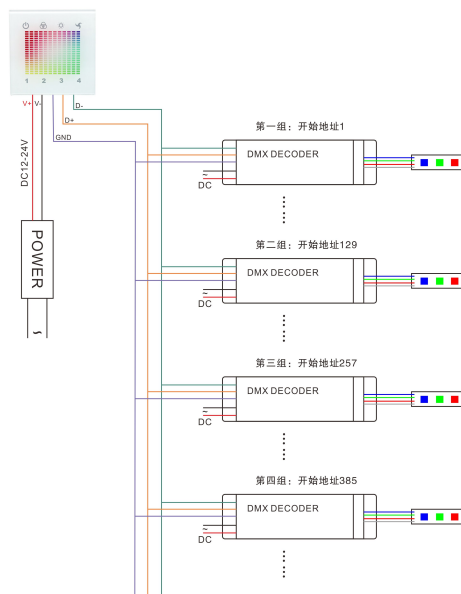 1 2 3 4
V+ V-
D-
D+
GND
DC12-24V
POWER
~
第一组：开始地址1
DMX DECODER
~
DC
第二组：开始地址129
DMX DECODER
~
DC
第三组：开始地址257
DMX DECODER
~
DC
第四组：开始地址385
DMX DECODER
~
DC